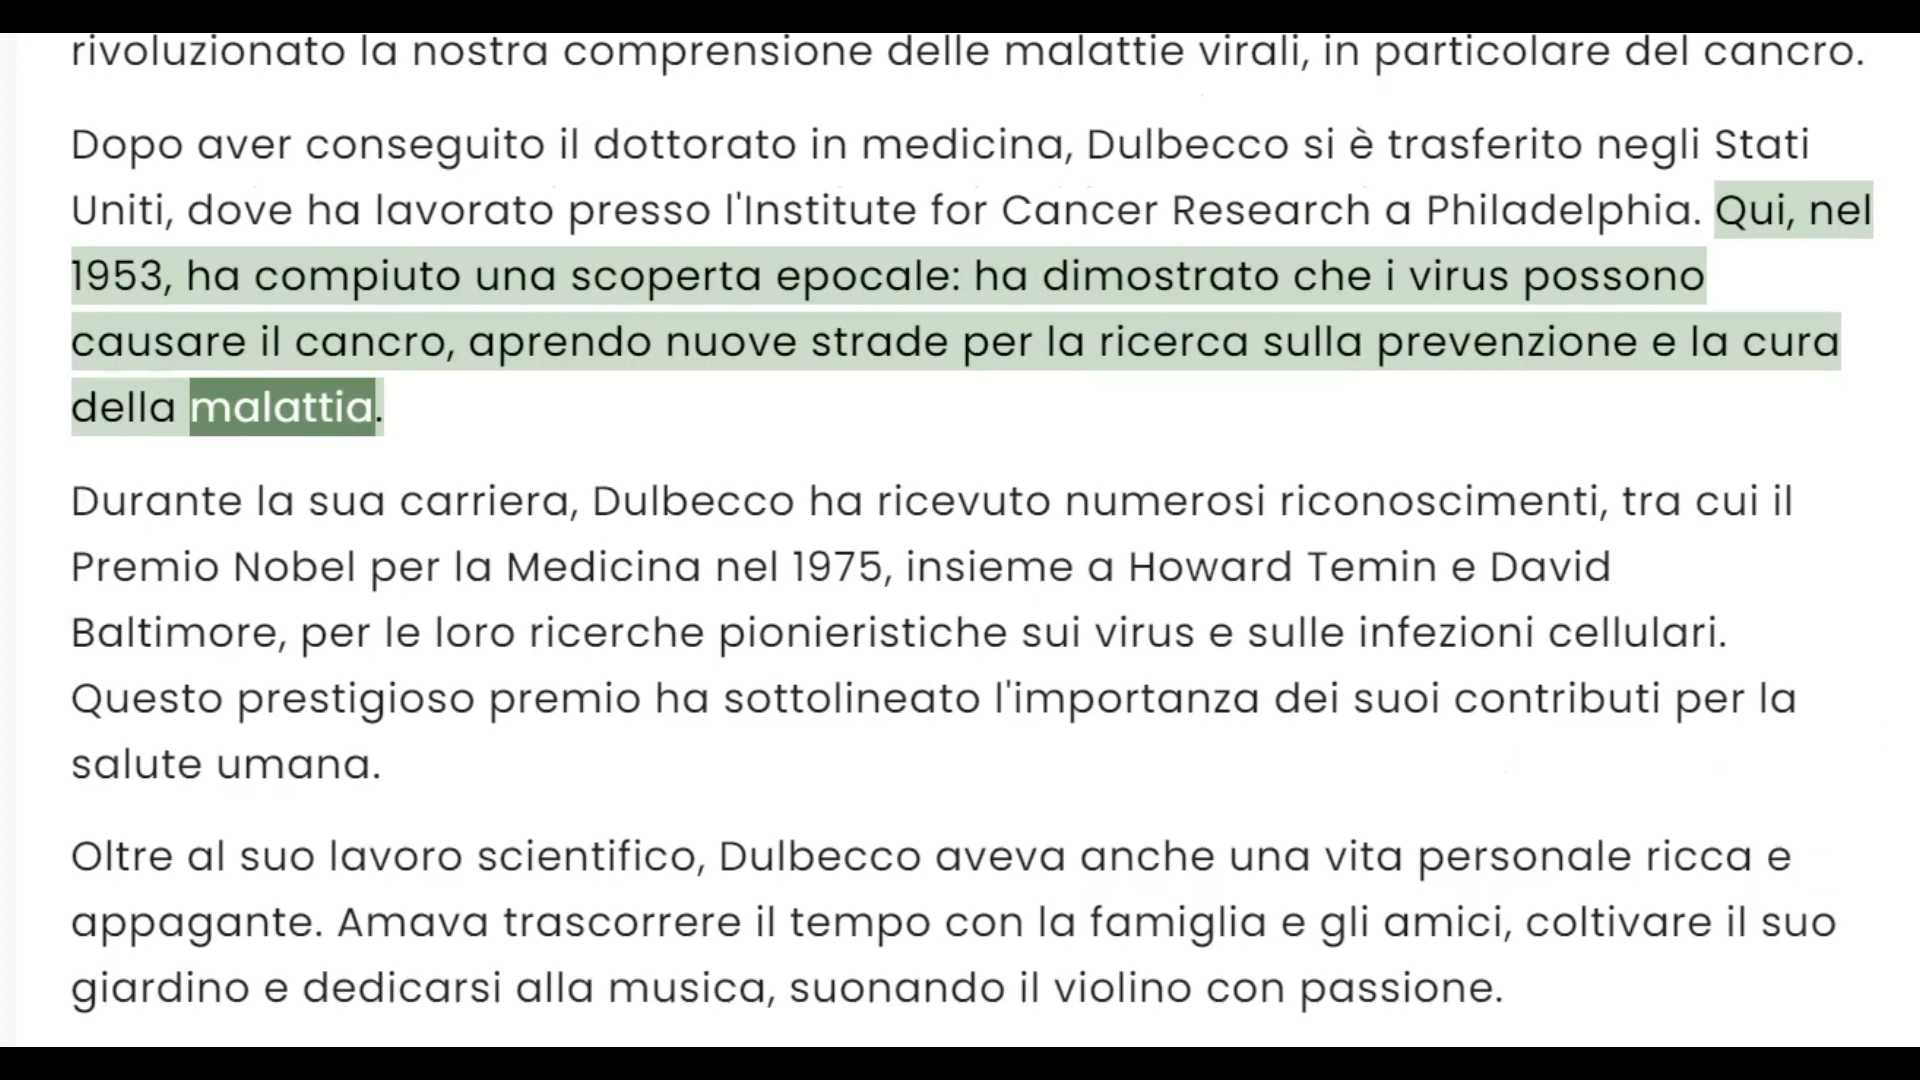 rivoluzionato la nostra comprensione delle malattie virali, in particolare del cancro.
Dopo aver conseguito il dottorato in medicina, Dulbecco si è trasferito negli Stati
Uniti, dove ha lavorato presso l'Institute for Cancer Research a Philadelphia. Qui, nel
1953, ha compiuto una scoperta epocale: ha dimostrato che i virus possono
causare il cancro, aprendo nuove strade per la ricerca sulla prevenzione e la cura
della malattia.
Durante la sua carriera, Dulbecco ha ricevuto numerosi riconoscimenti, tra cui il
Premio Nobel per la Medicina nel 1975, insieme a Howard Temin e David
Baltimore, per le loro ricerche pionieristiche sui virus e sulle infezioni cellulari.
Questo prestigioso premio ha sottolineato l'importanza dei suoi contributi per la
salute umana.
Oltre al suo lavoro scientifico, Dulbecco aveva anche una vita personale ricca e
appagante. Amava trascorrere il tempo con la famiglia e gli amici, coltivare il suo
giardino e dedicarsi alla musica, suonando il violino con passione.